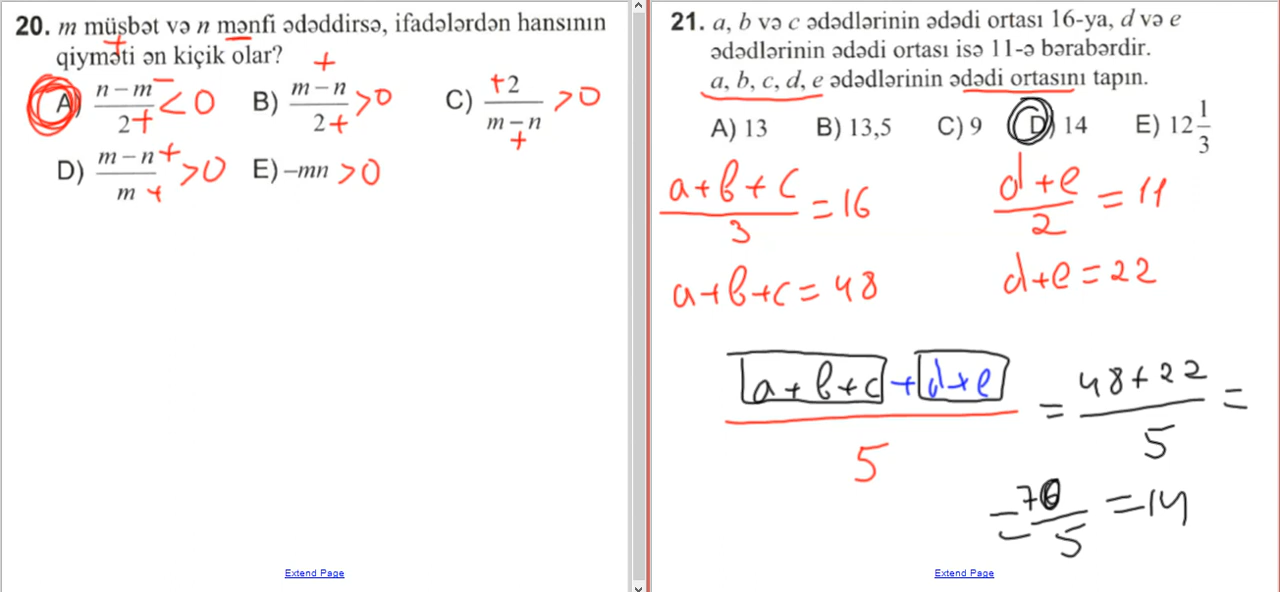 20. m müsbət və n mənfi ədəddirsə, ifadələrdən hansının
qiyməti ən kiçik olar?
+ − +
A) (n − m)/2 < 0 B) (m − n)/2 > 0 C) 2/(m − n) > 0
+ + + +
D) (m − n)/m > 0 E) −mn > 0
+ +
Extend Page
21. a, b və c ədədlərinin ədədi ortası 16-ya, d və e
ədədlərinin ədədi ortası isə 11-ə bərabərdir.
a, b, c, d, e ədədlərinin ədədi ortasını tapın.
A) 13 B) 13,5 C) 9 D) 14 E) 12 1/3
(a+b+c)/3 = 16 (d+e)/2 = 11
a+b+c = 48 d+e = 22
(a+b+c + d+e)/5 = (48+22)/5 =
= 70/5 = 14
Extend Page